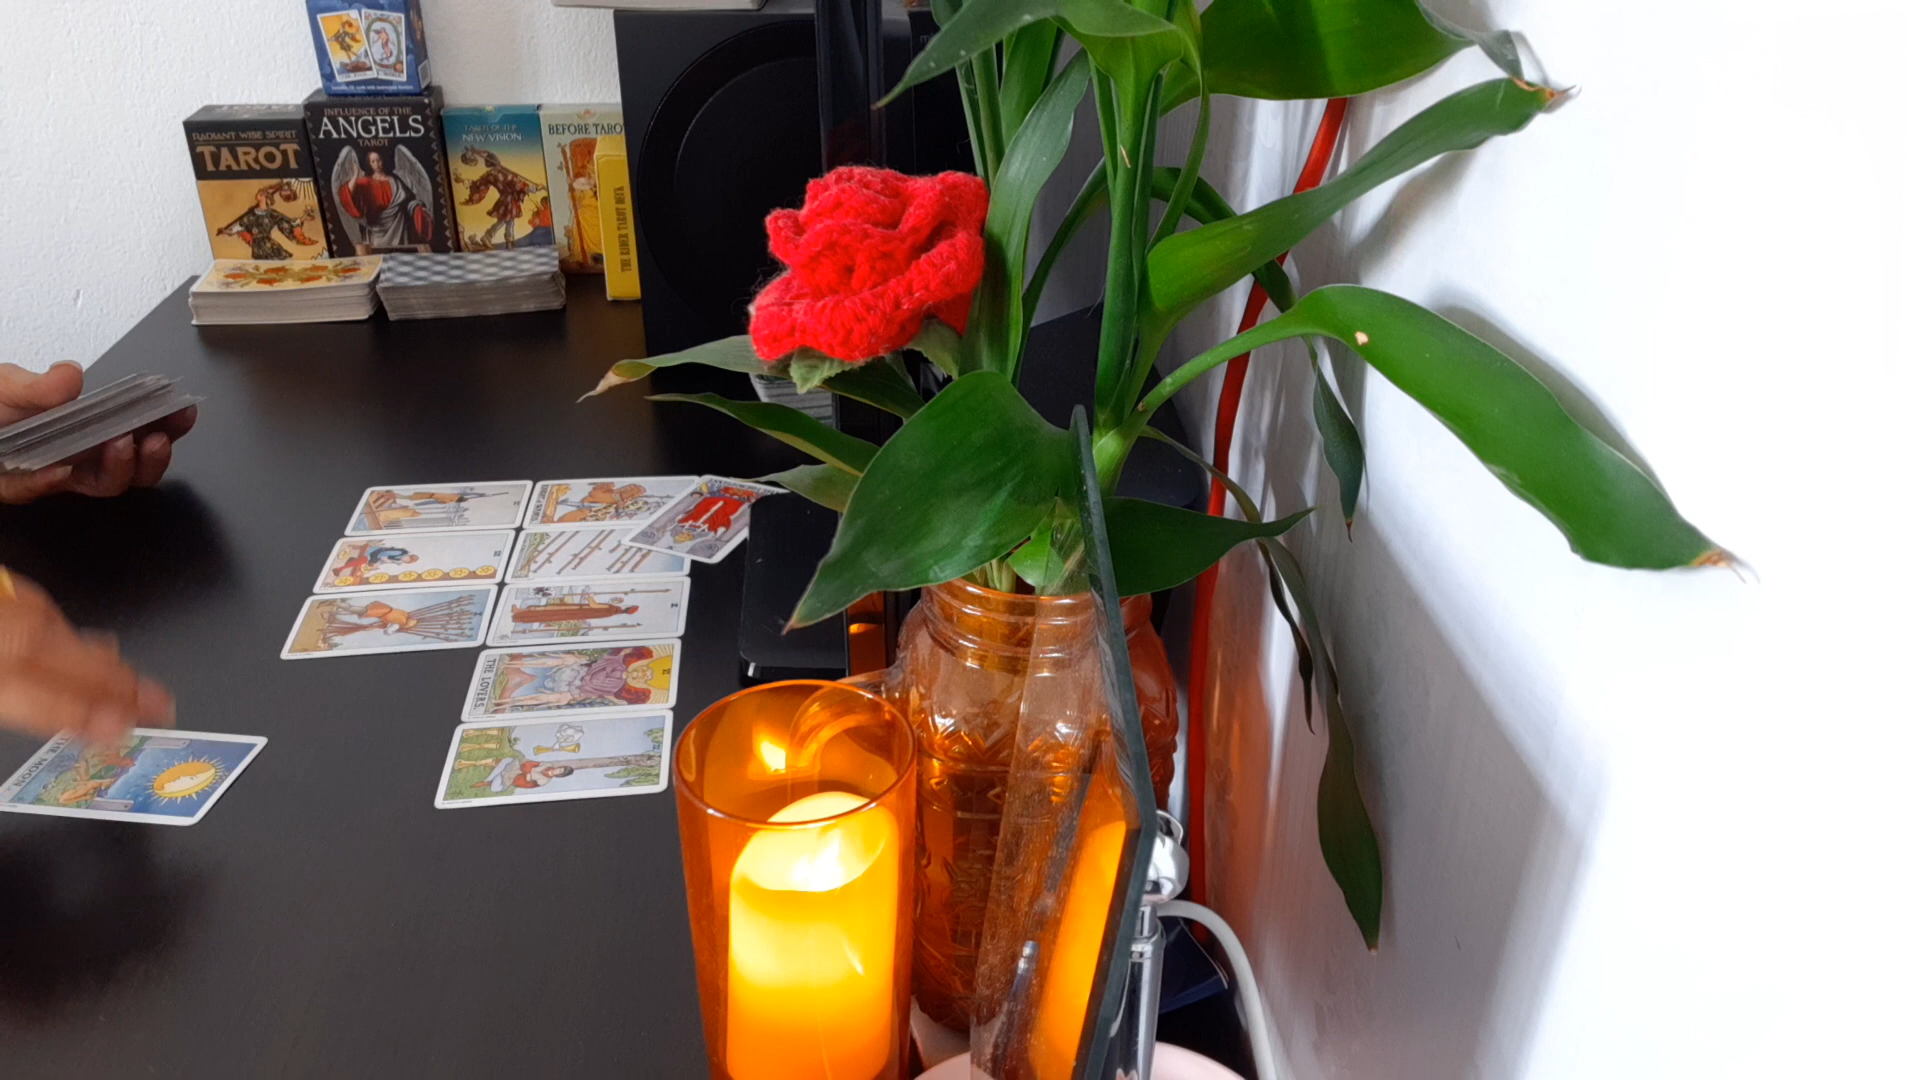 RADIANT WISE SPIRIT
TAROT
INFLUENCE OF THE
ANGELS
TAROT
TAROT OF THE
NEW VISION
BEFORE TARO
THE RIDER TAROT DECK
THE LOVERS.
THE MOON